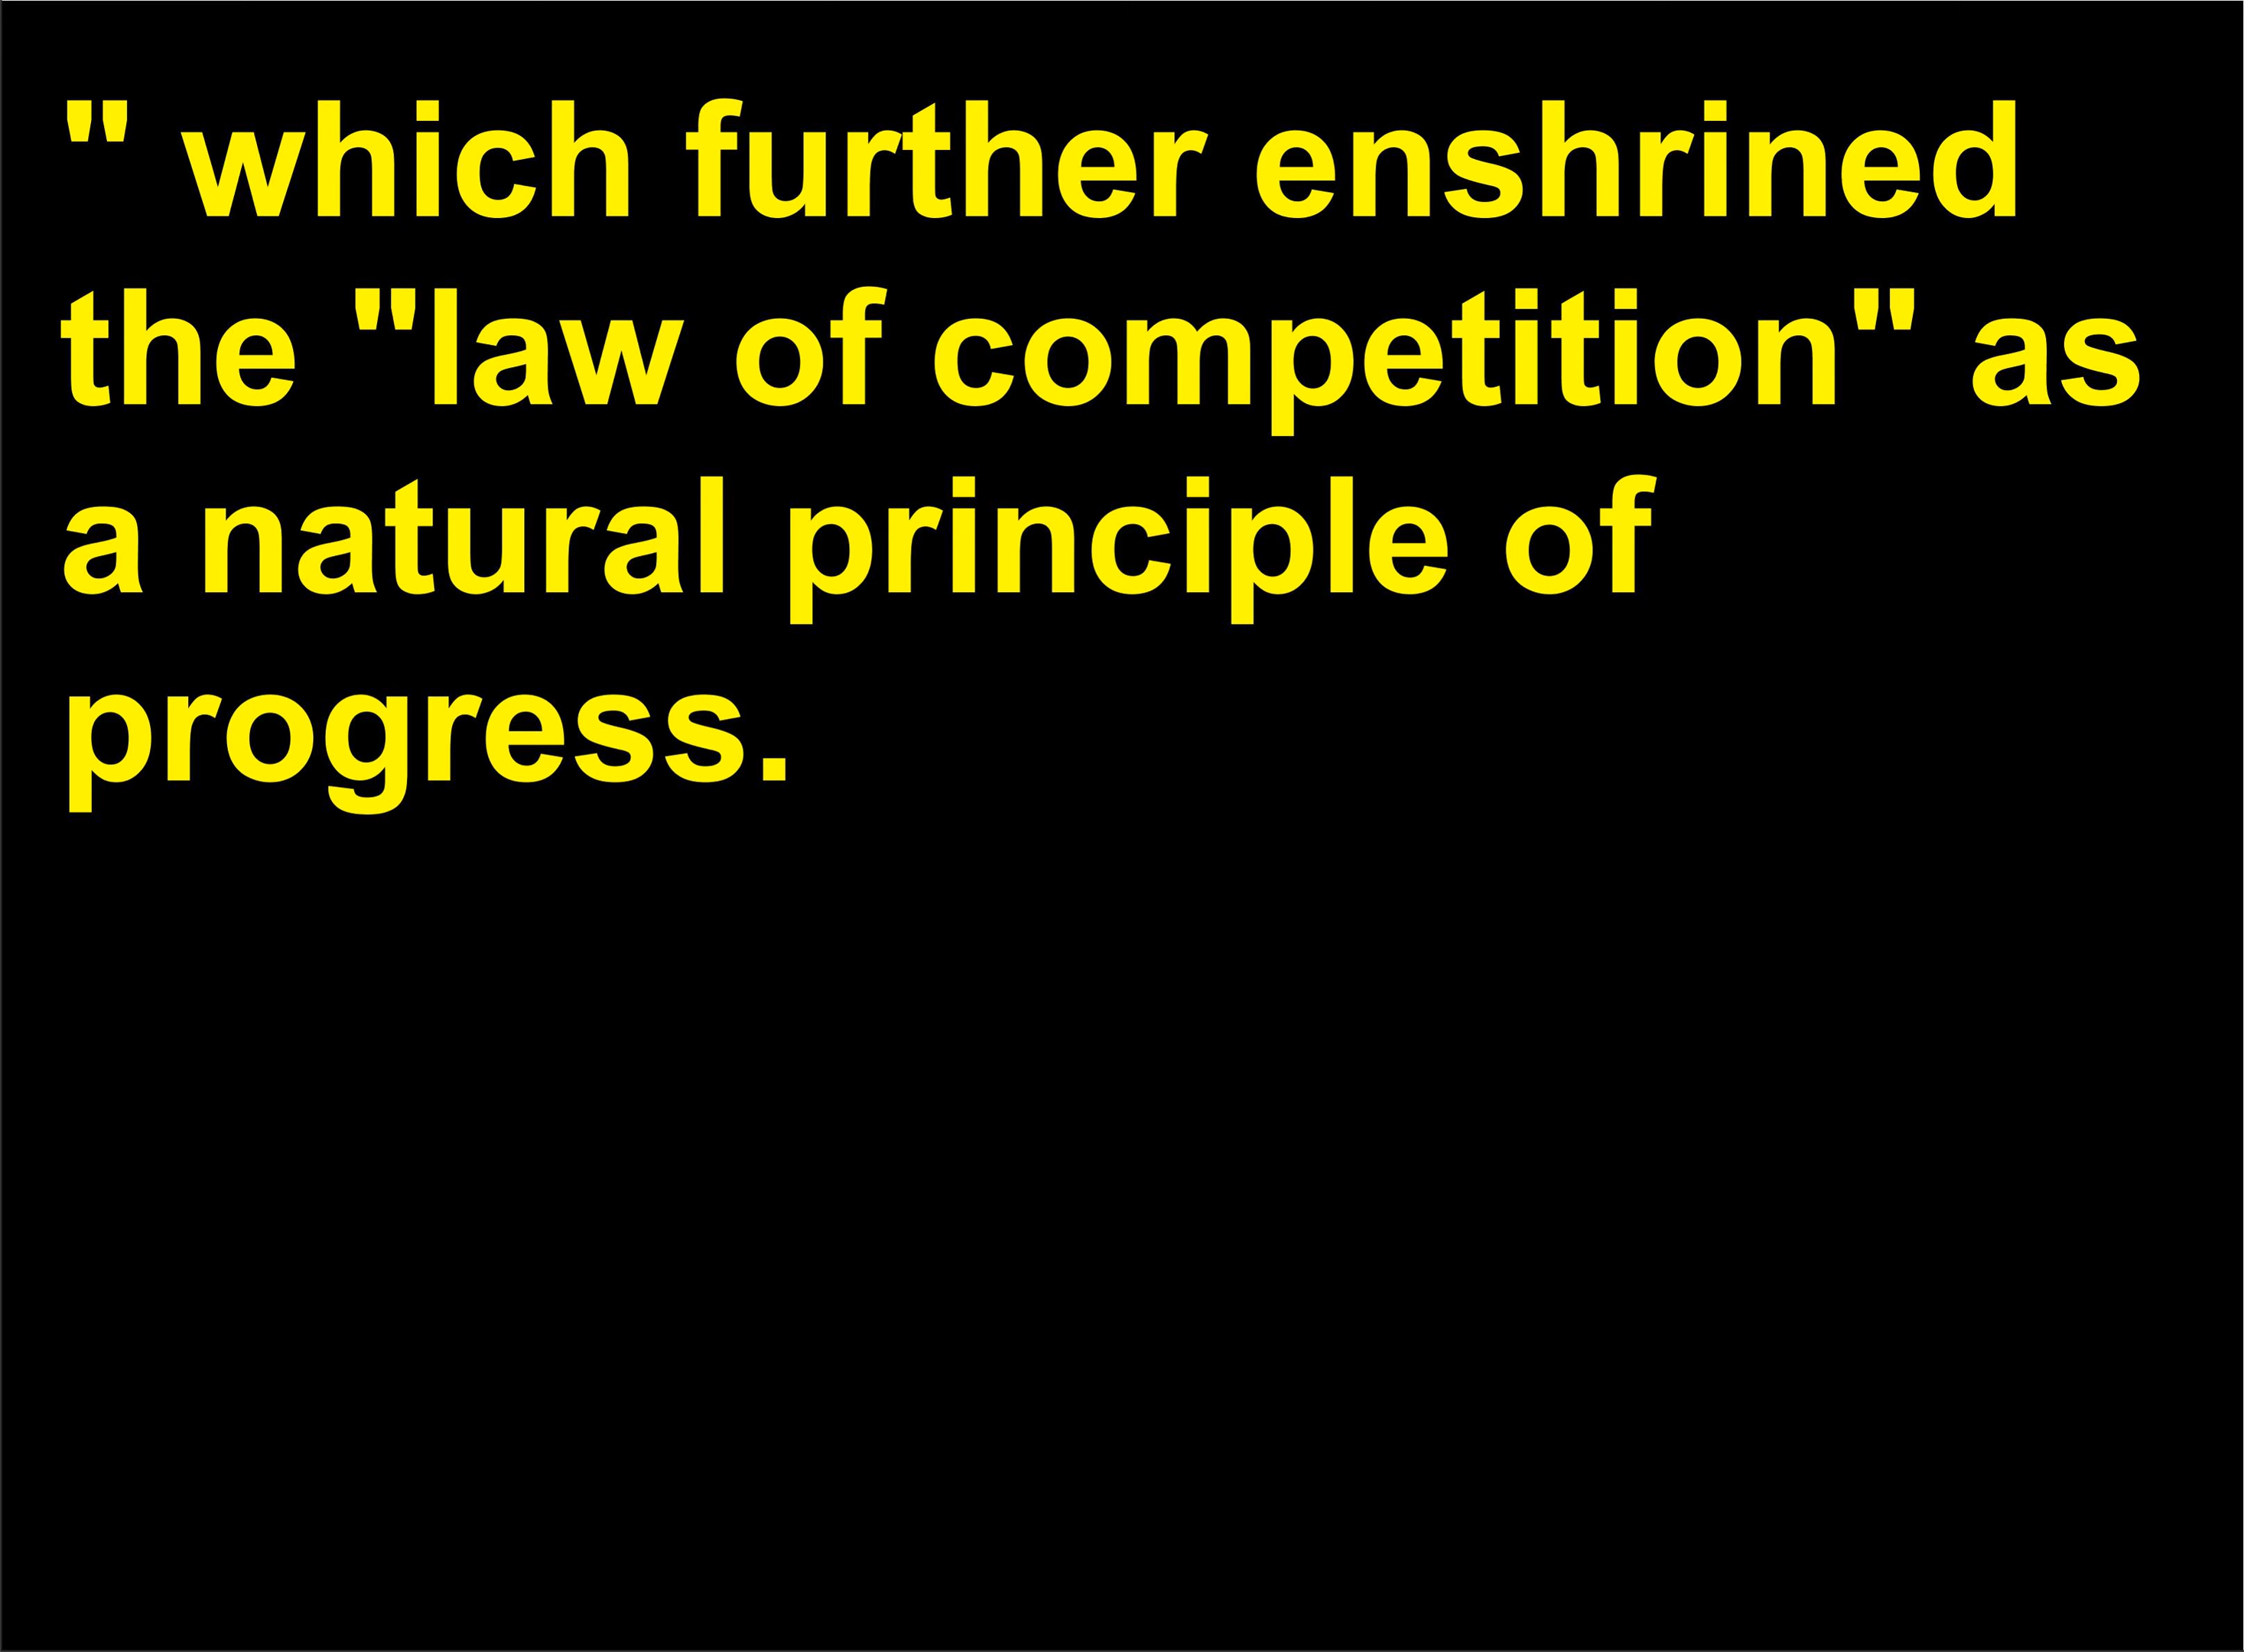 " which further enshrined
the "law of competition" as
a natural principle of
progress.